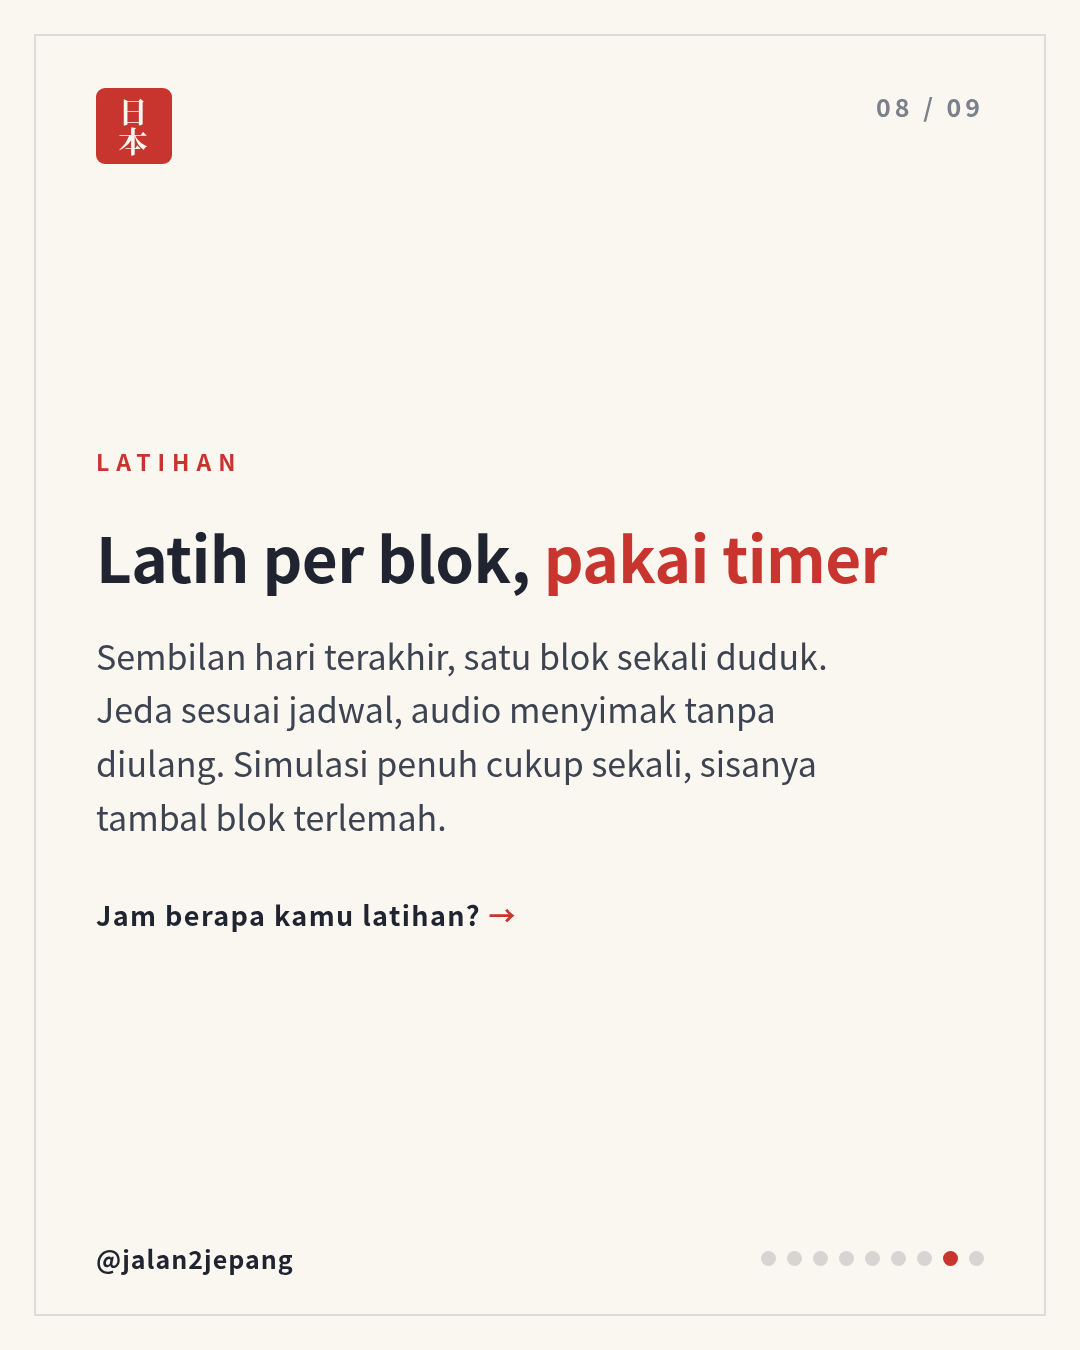 日
本
08 / 09
LATIHAN
Latih per blok, pakai timer
Sembilan hari terakhir, satu blok sekali duduk.
Jeda sesuai jadwal, audio menyimak tanpa
diulang. Simulasi penuh cukup sekali, sisanya
tambal blok terlemah.
Jam berapa kamu latihan? →
@jalan2jepang